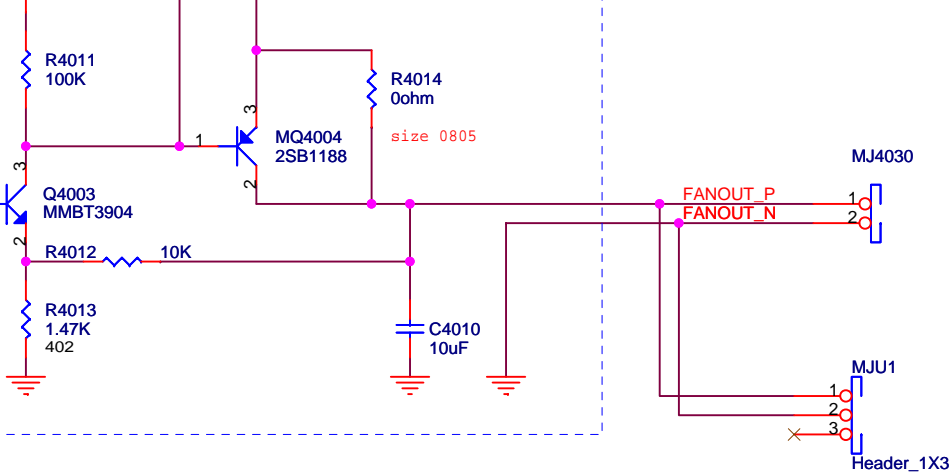 R4011
100K
R4014
0ohm
size 0805
3
1
MQ4004
2SB1188
2
3
Q4003
MMBT3904
2
MJ4030
FANOUT_P
1
FANOUT_N
2
R4012
10K
R4013
1.47K
402
C4010
10uF
MJU1
1
2
3
Header_1X3